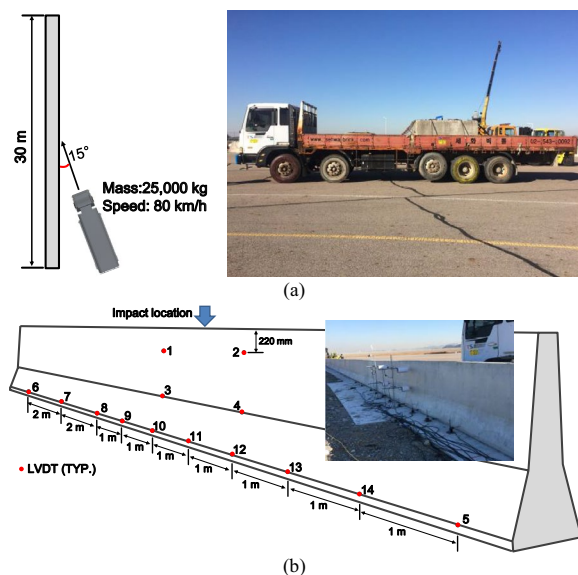 30 m
15°
Mass:25,000 kg
Speed: 80 km/h
(a)
Impact location
220 mm
1
2
3
4
6
7
8
9
10
11
12
13
14
5
2 m
2 m
1 m
1 m
1 m
1 m
1 m
1 m
1 m
LVDT (TYP.)
(b)